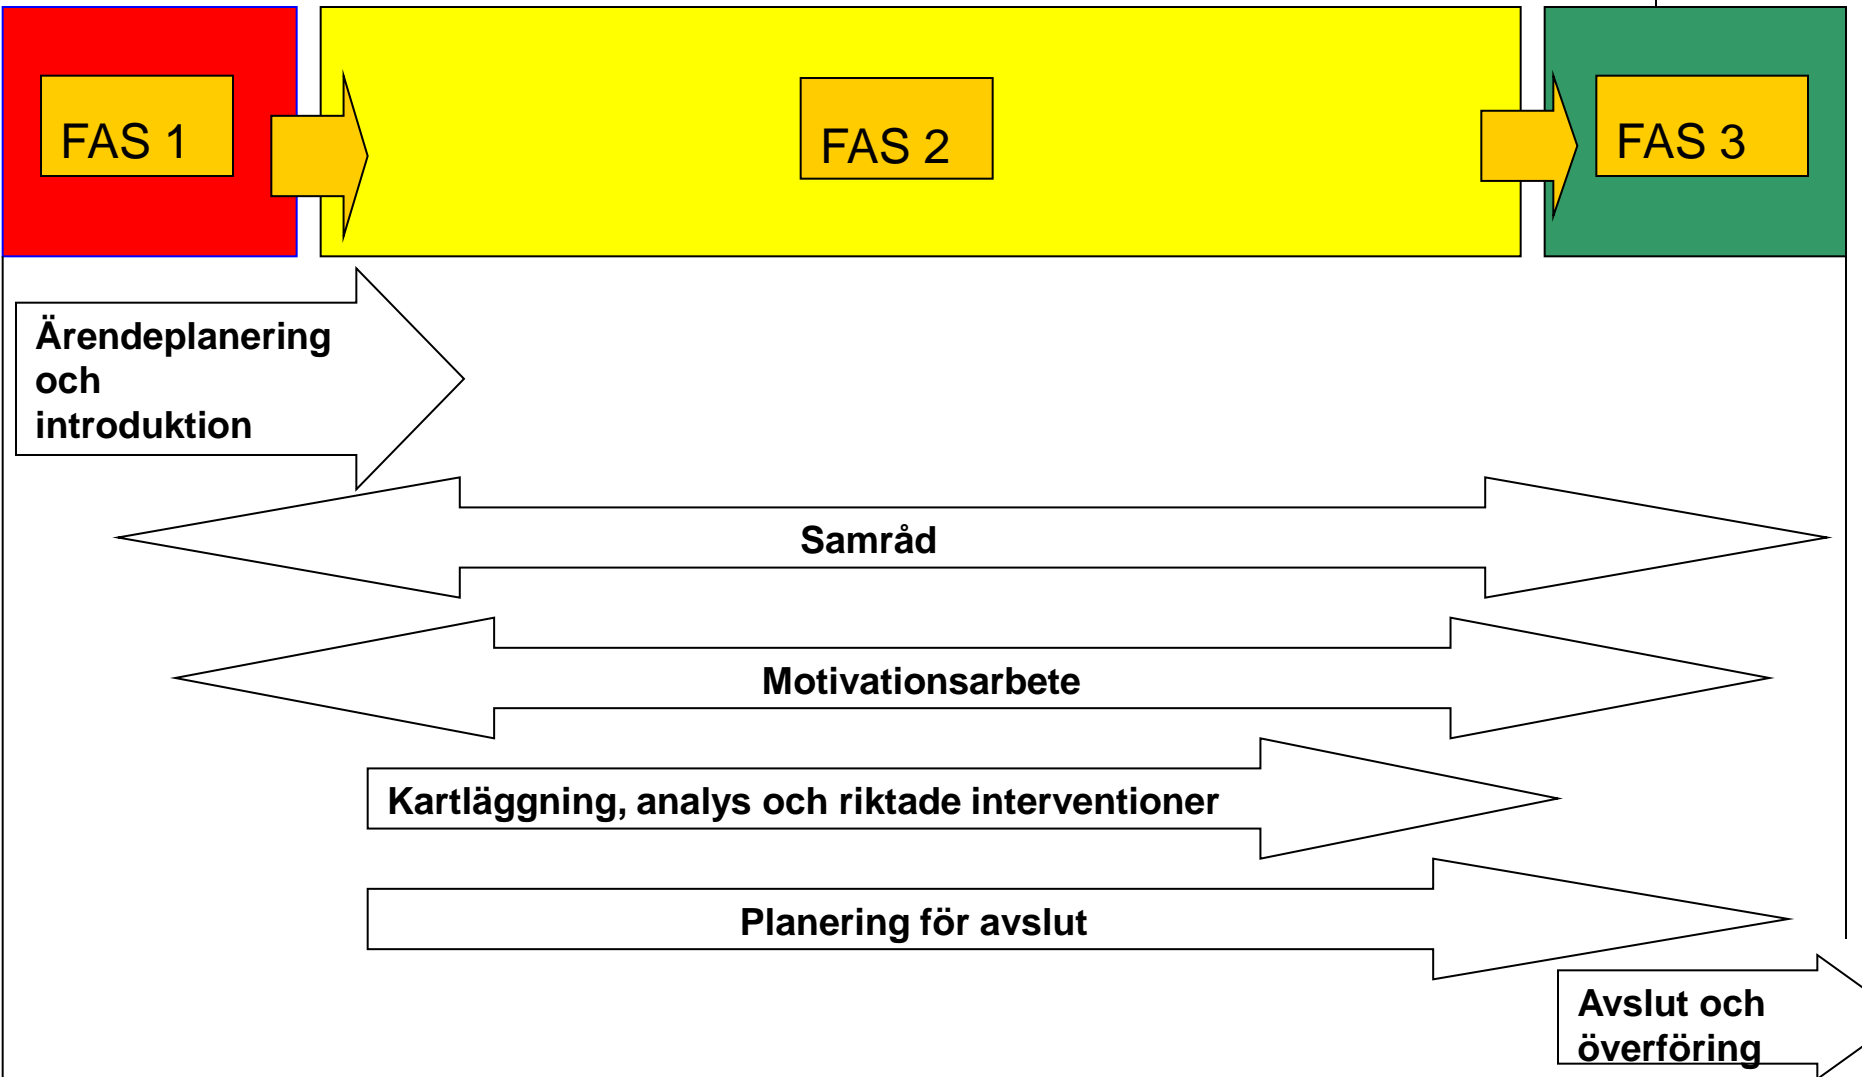 FAS 1
FAS 2
FAS 3
Ärendeplanering
och
introduktion
Samråd
Motivationsarbete
Kartläggning, analys och riktade interventioner
Planering för avslut
Avslut och
överföring